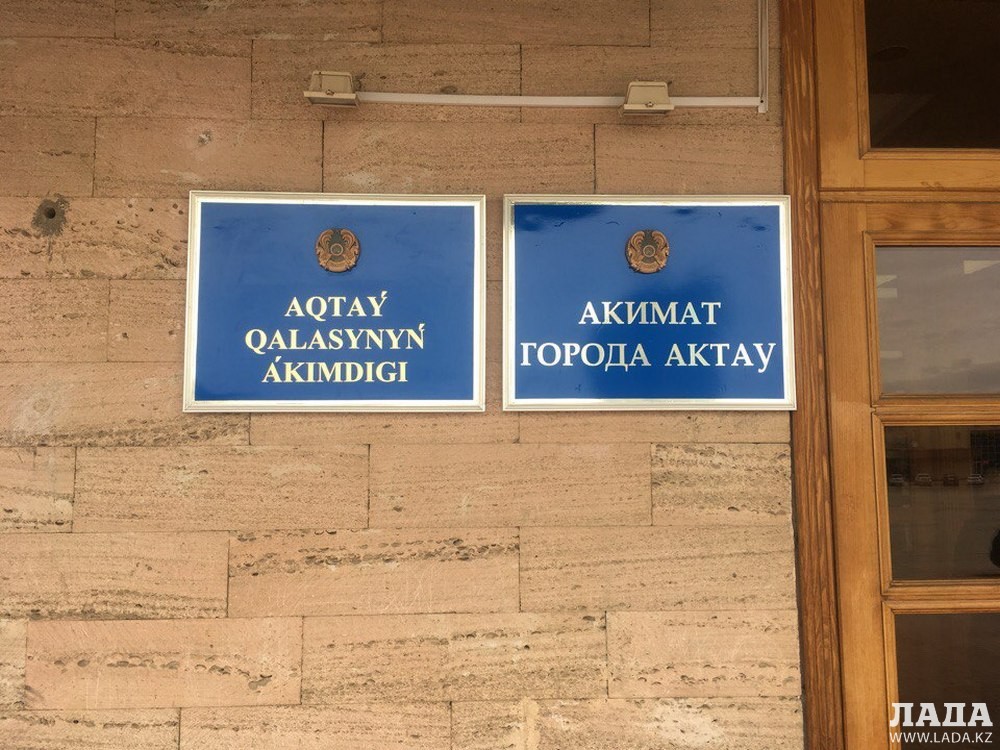 AQTAÝ
QALASYNYŃ
ÁKIMDIGI
АКИМАТ
ГОРОДА АКТАУ
ЛАДА
WWW.LADA.KZ